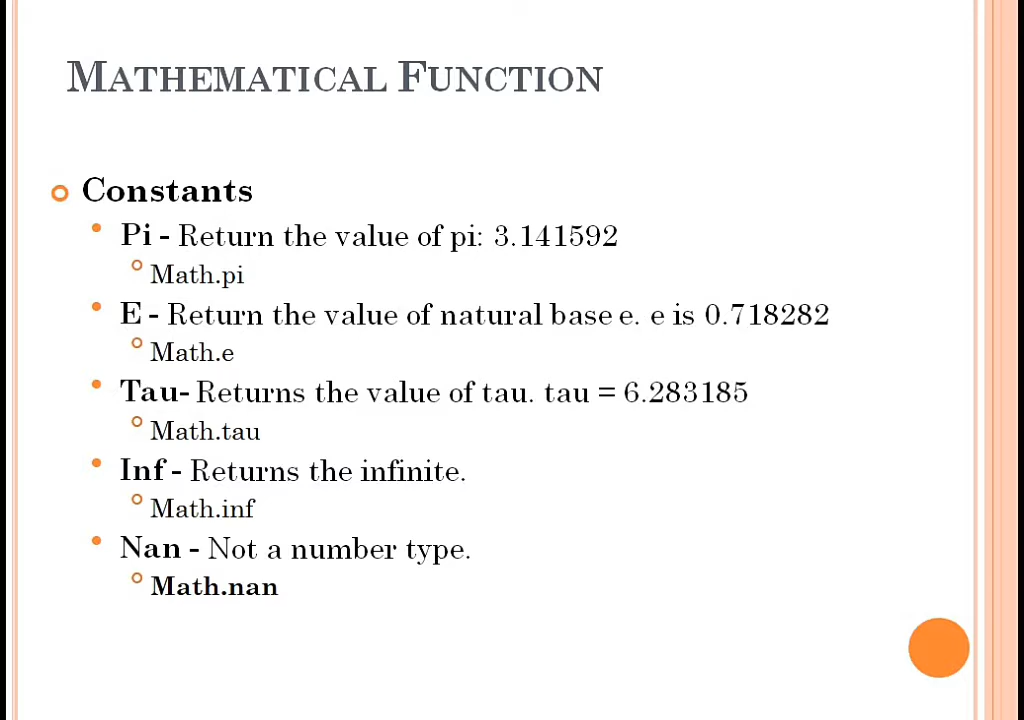 Mathematical Function
Constants
Pi - Return the value of pi: 3.141592
Math.pi
E - Return the value of natural base e. e is 0.718282
Math.e
Tau- Returns the value of tau. tau = 6.283185
Math.tau
Inf - Returns the infinite.
Math.inf
Nan - Not a number type.
Math.nan